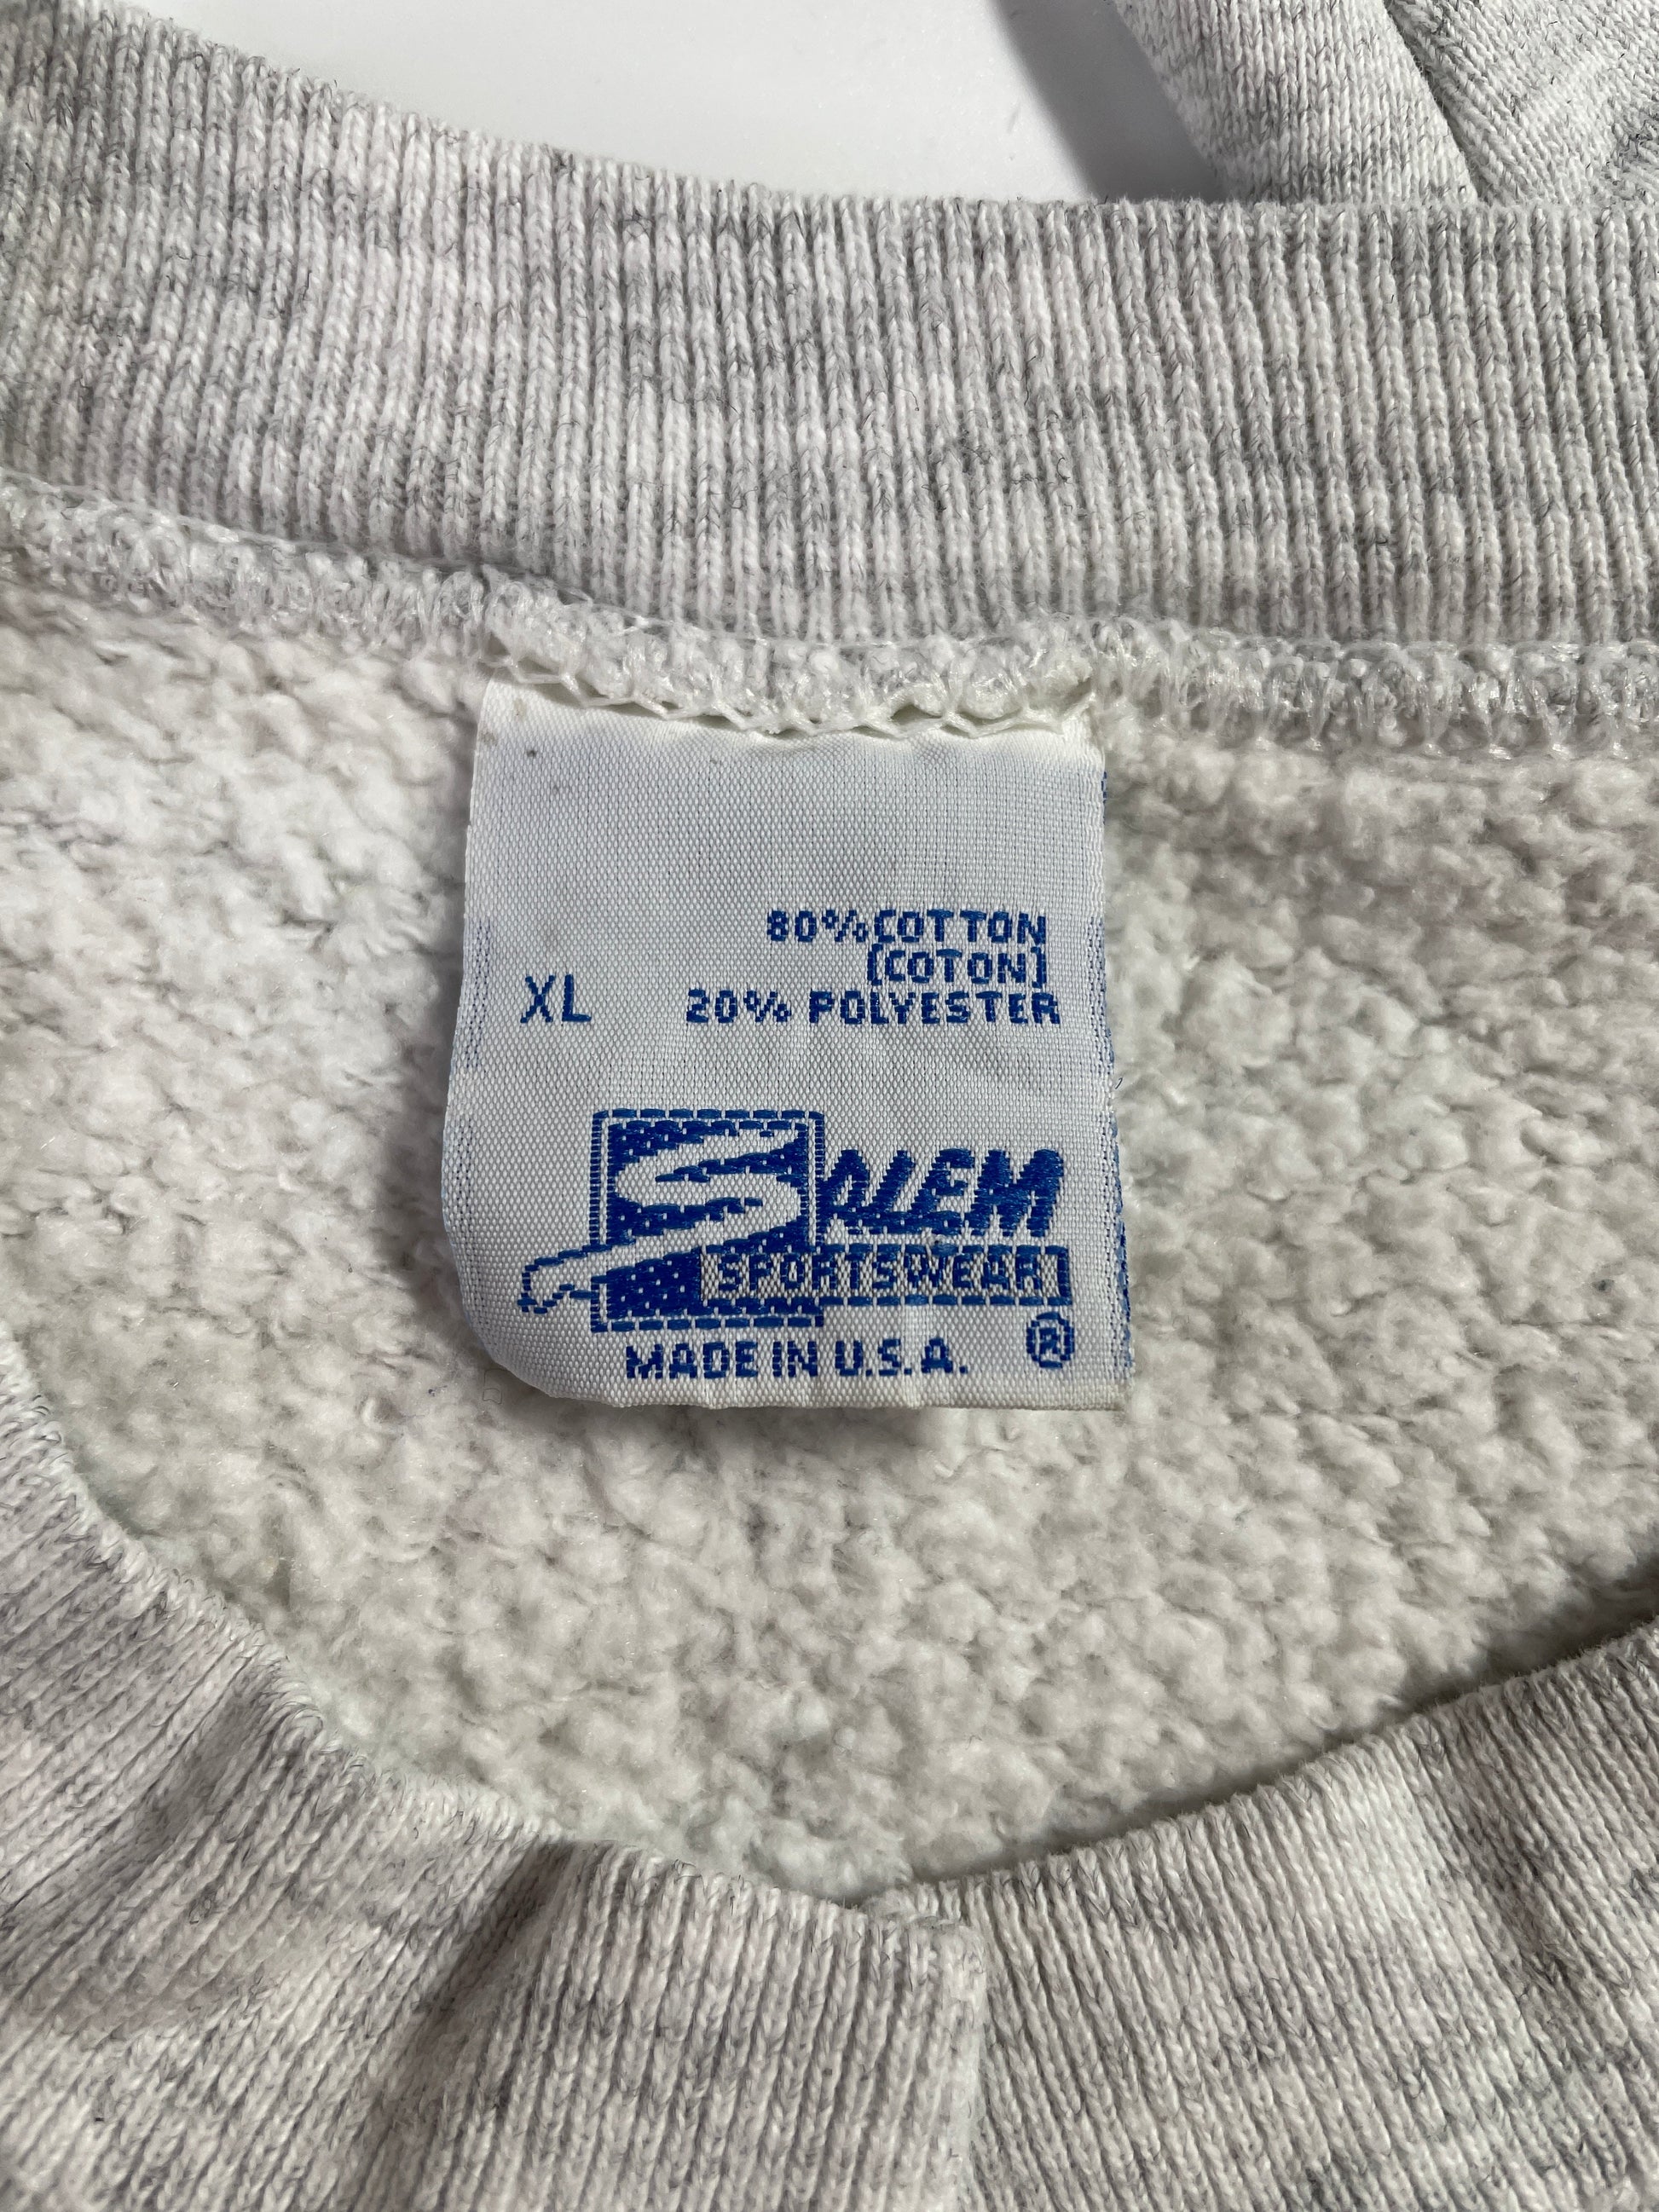 80% COTTON
[COTON]
XL 20% POLYESTER
SALEM
SPORTSWEAR
®
MADE IN U.S.A.